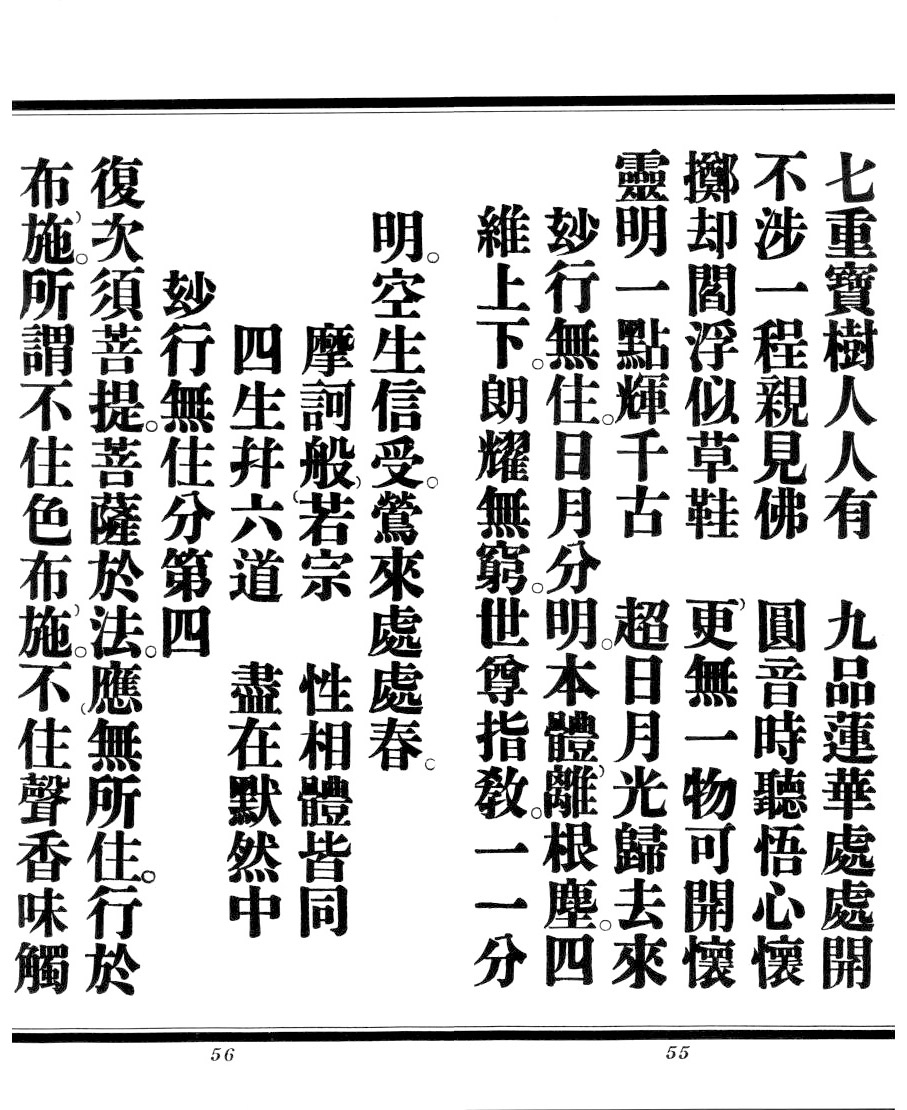 七重寶樹人人有　九品蓮華處處開
不涉一程親見佛　圓音時聽悟心懷
擲却閻浮似草鞋　更無一物可開懷
靈明一點輝千古　超日月光歸去來
玅行無住。日月分明。本體離根塵。四
維上下。朗耀無窮。世尊指教。一一分
55
明。空生信受。鶯來處處春。
摩訶般若宗　性相體皆同
四生幷六道　盡在默然中
玅行無住分第四
復次須菩提。菩薩於法。應無所住。行於
布施。所謂不住色布施。不住聲香味觸
56